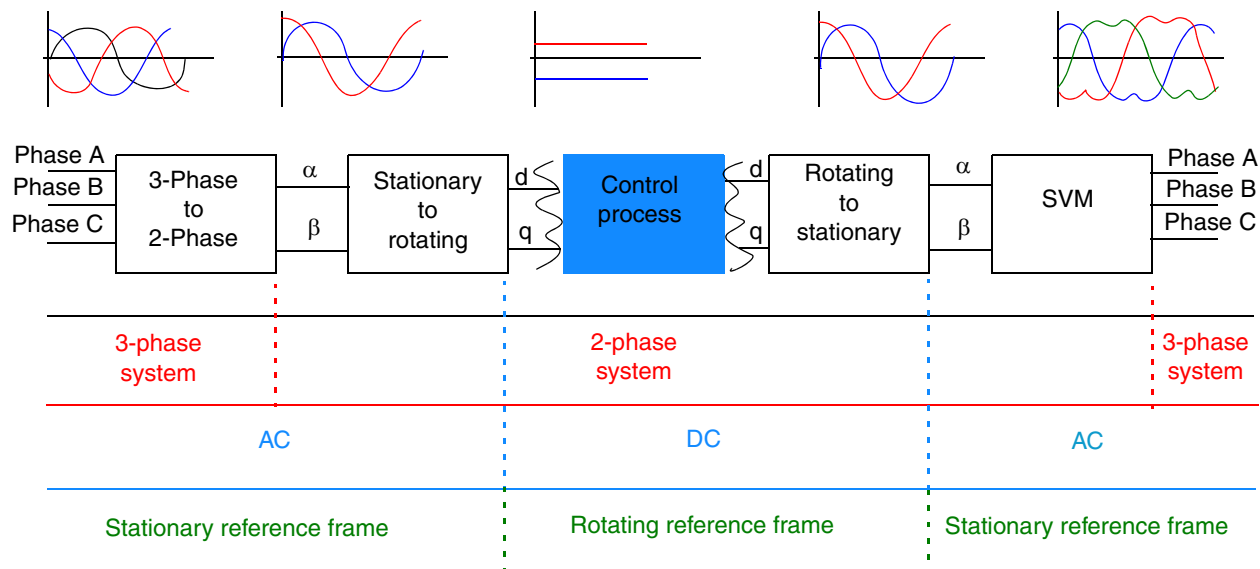 Phase A
Phase B
Phase C
3-Phase
to
2-Phase
α
β
Stationary
to
rotating
d
q
Control
process
d
q
Rotating
to
stationary
α
β
SVM
Phase A
Phase B
Phase C
3-phase
system
2-phase
system
3-phase
system
AC
DC
AC
Stationary reference frame
Rotating reference frame
Stationary reference frame